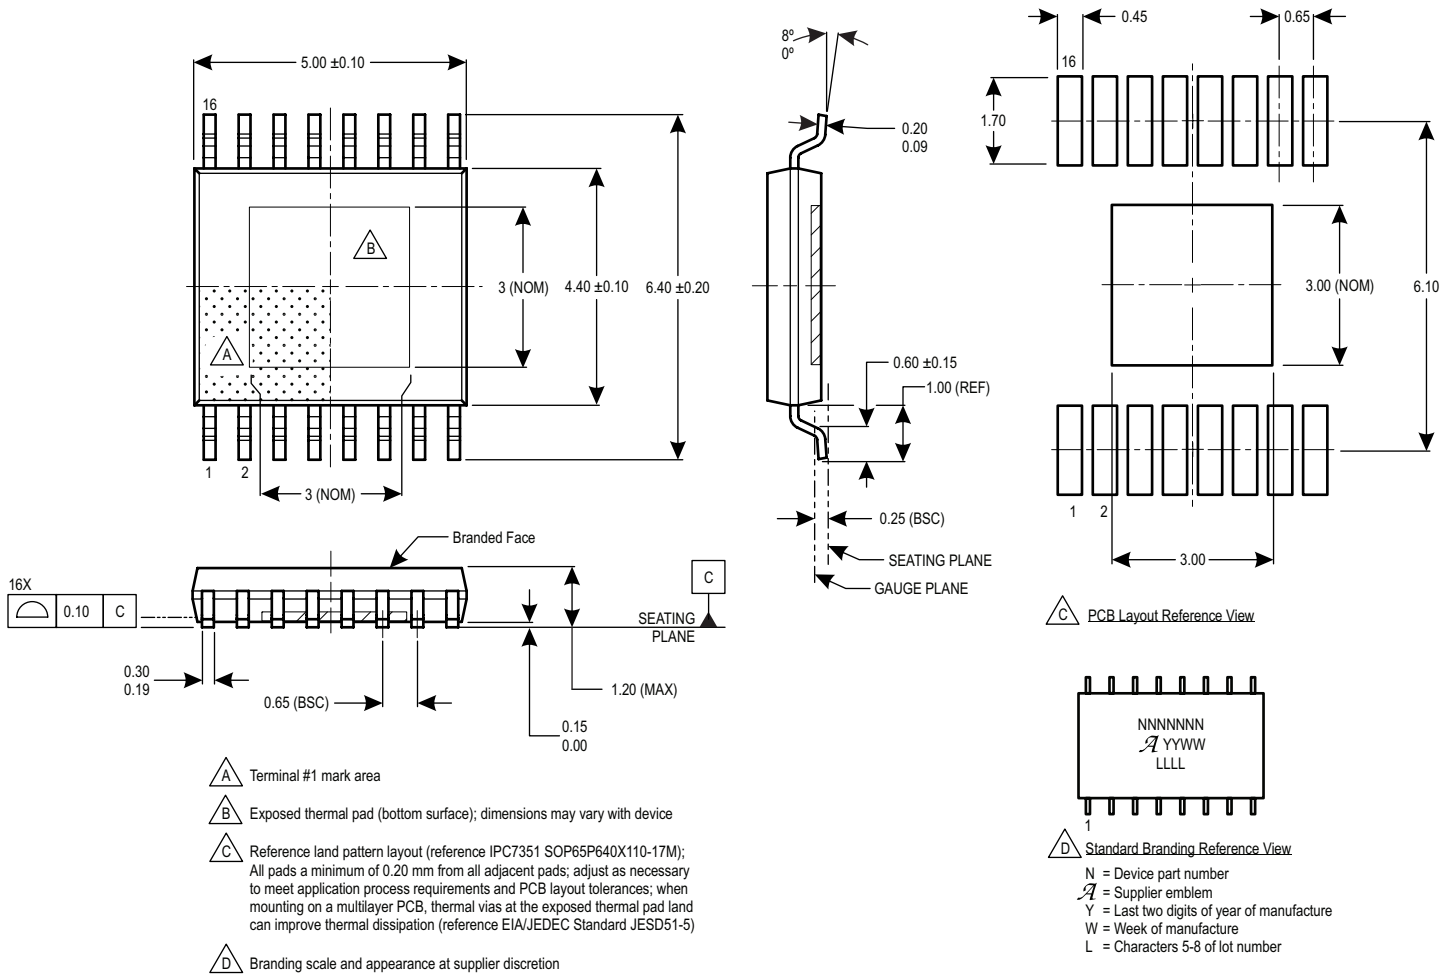 5.00 ±0.10
16
B
A
3 (NOM)
4.40 ±0.10
6.40 ±0.20
1
2
3 (NOM)
8º
0º
0.20
0.09
0.60 ±0.15
1.00 (REF)
0.25 (BSC)
SEATING PLANE
GAUGE PLANE
0.45
0.65
16
1.70
3.00 (NOM)
6.10
1
2
3.00
C
PCB Layout Reference View
Branded Face
16X
0.10
C
C
SEATING
PLANE
0.30
0.19
0.65 (BSC)
1.20 (MAX)
0.15
0.00
A
Terminal #1 mark area
B
Exposed thermal pad (bottom surface); dimensions may vary with device
C
Reference land pattern layout (reference IPC7351 SOP65P640X110-17M);
All pads a minimum of 0.20 mm from all adjacent pads; adjust as necessary
to meet application process requirements and PCB layout tolerances; when
mounting on a multilayer PCB, thermal vias at the exposed thermal pad land
can improve thermal dissipation (reference EIA/JEDEC Standard JESD51-5)
D
Branding scale and appearance at supplier discretion
NNNNNNN
A YYWW
LLLL
1
D
Standard Branding Reference View
N = Device part number
A = Supplier emblem
Y = Last two digits of year of manufacture
W = Week of manufacture
L = Characters 5-8 of lot number